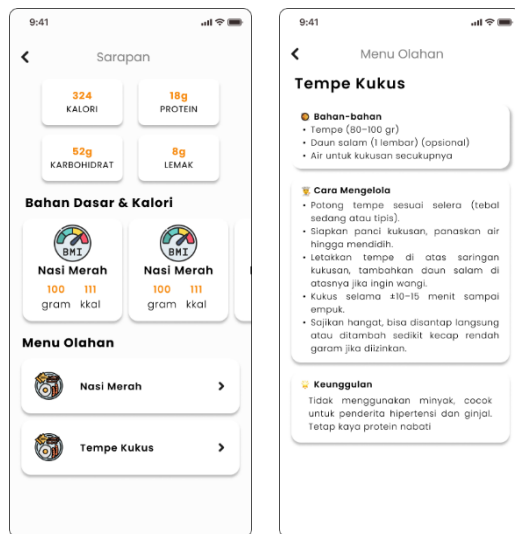 9:41
Sarapan
324
KALORI
18g
PROTEIN
52g
KARBOHIDRAT
8g
LEMAK
Bahan Dasar & Kalori
BMI
Nasi Merah
100 111
gram kkal
BMI
Nasi Merah
100 111
gram kkal
Menu Olahan
Nasi Merah
Tempe Kukus
9:41
Menu Olahan
Tempe Kukus
Bahan-bahan
• Tempe (80–100 gr)
• Daun salam (1 lembar) (opsional)
• Air untuk kukusan secukupnya
Cara Mengelola
• Potong tempe sesuai selera (tebal
sedang atau tipis).
• Siapkan panci kukusan, panaskan air
hingga mendidih.
• Letakkan tempe di atas saringan
kukusan, tambahkan daun salam di
atasnya jika ingin wangi.
• Kukus selama ±10–15 menit sampai
empuk.
• Sajikan hangat, bisa disantap langsung
atau ditambah sedikit kecap rendah
garam jika diizinkan.
Keunggulan
Tidak menggunakan minyak, cocok
untuk penderita hipertensi dan ginjal.
Tetap kaya protein nabati